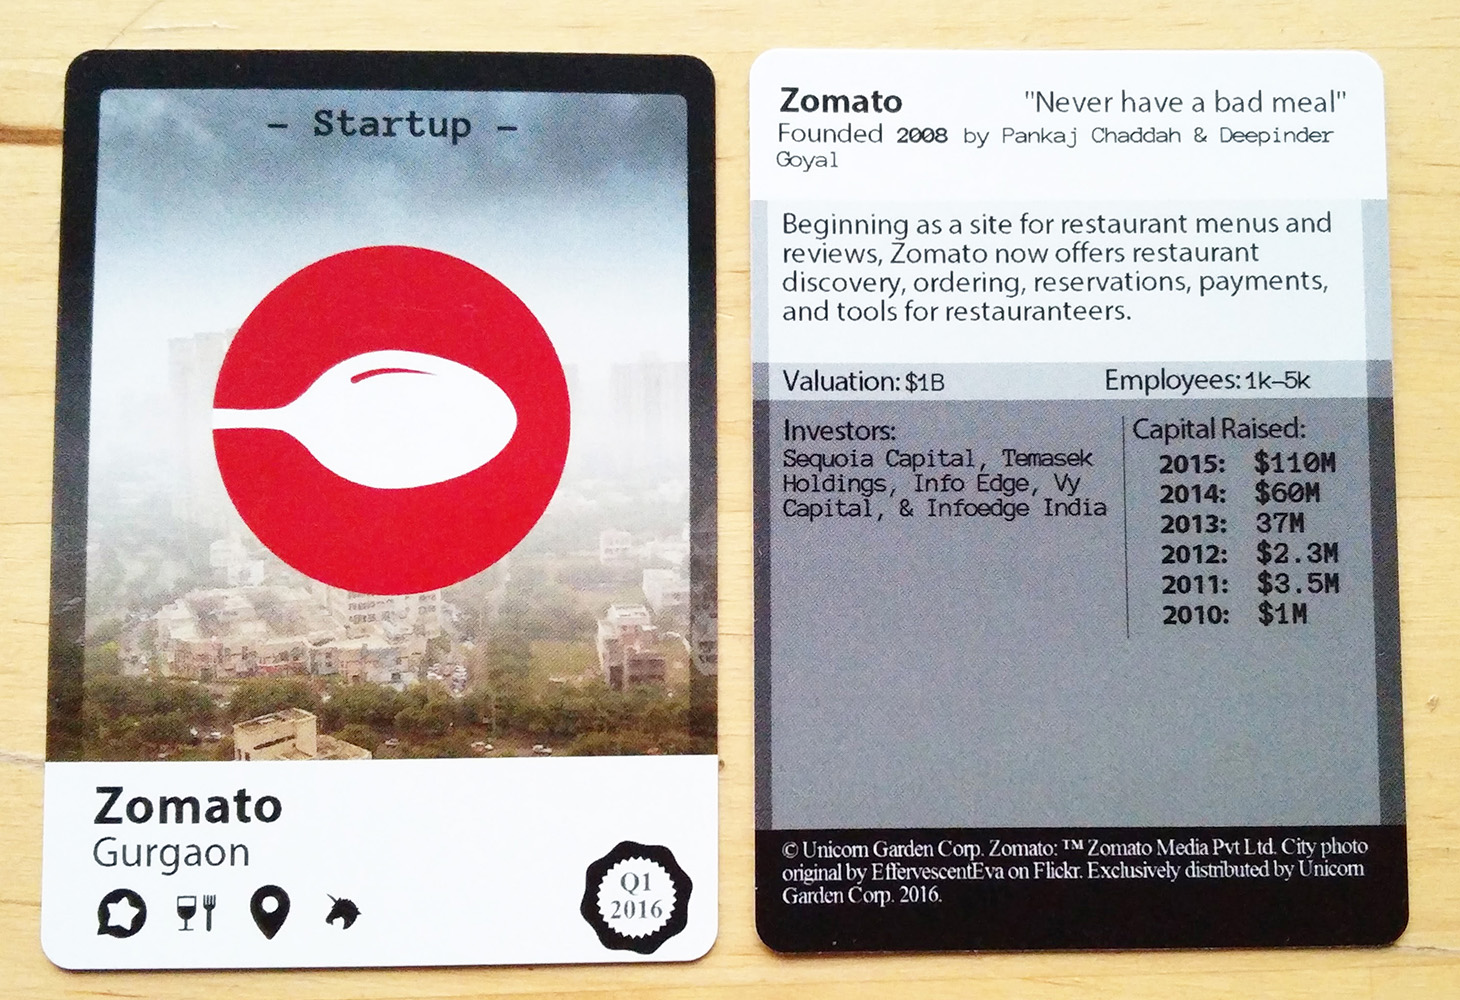 – Startup –
Zomato
Gurgaon
Q1
2016
Zomato "Never have a bad meal"
Founded 2008 by Pankaj Chaddah & Deepinder
Goyal
Beginning as a site for restaurant menus and
reviews, Zomato now offers restaurant
discovery, ordering, reservations, payments,
and tools for restauranteers.
Valuation: $1B Employees: 1k–5k
Investors:
Sequoia Capital, Temasek
Holdings, Info Edge, Vy
Capital, & Infoedge India
Capital Raised:
2015: $110M
2014: $60M
2013: 37M
2012: $2.3M
2011: $3.5M
2010: $1M
© Unicorn Garden Corp. Zomato: ™ Zomato Media Pvt Ltd. City photo
original by EffervescentEva on Flickr. Exclusively distributed by Unicorn
Garden Corp. 2016.